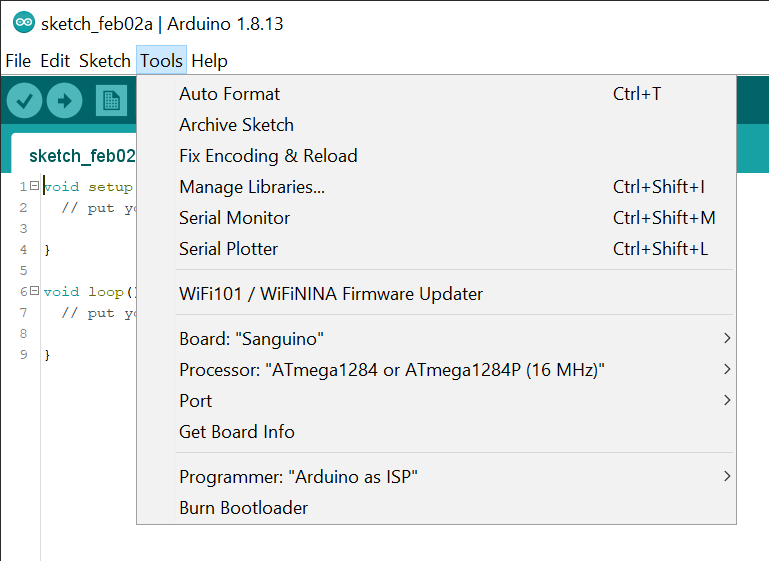 sketch_feb02a | Arduino 1.8.13
File Edit Sketch Tools Help
Auto Format Ctrl+T
Archive Sketch
Fix Encoding & Reload
Manage Libraries... Ctrl+Shift+I
Serial Monitor Ctrl+Shift+M
Serial Plotter Ctrl+Shift+L
WiFi101 / WiFiNINA Firmware Updater
Board: "Sanguino"
Processor: "ATmega1284 or ATmega1284P (16 MHz)"
Port
Get Board Info
Programmer: "Arduino as ISP"
Burn Bootloader
sketch_feb02
1 void setup
2 // put yo
3
4 }
5
6 void loop()
7 // put yo
8
9 }